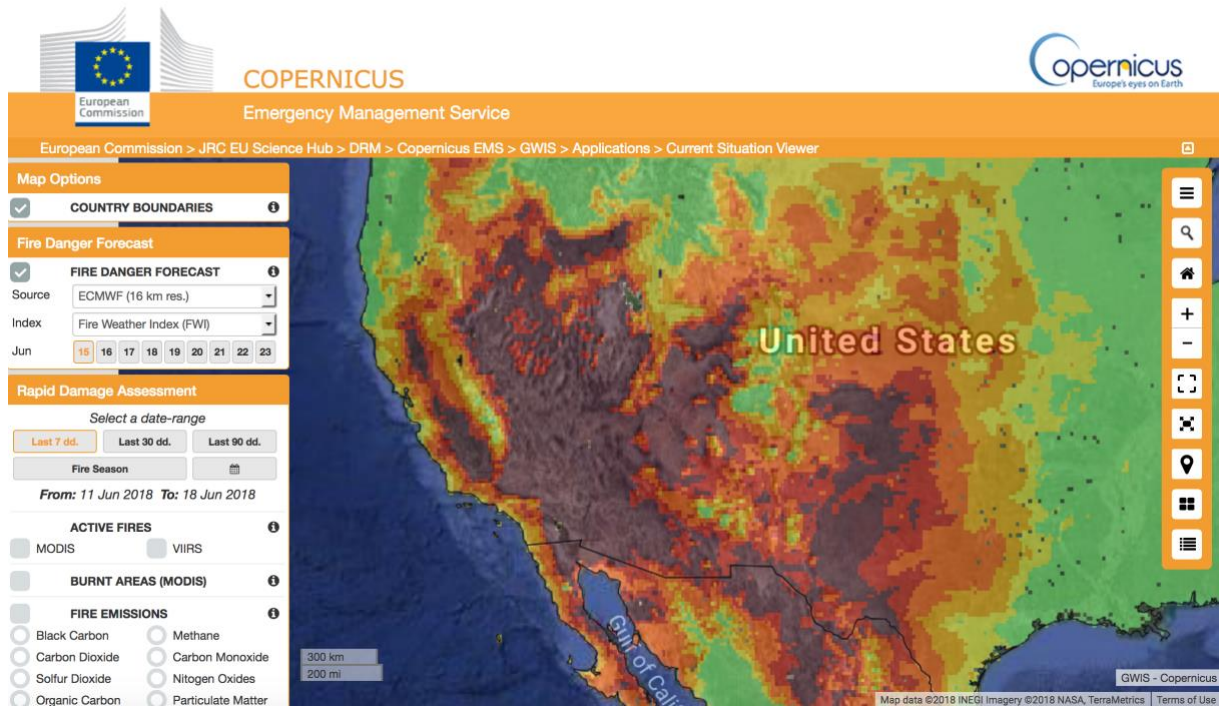 European
Commission
COPERNICUS
Emergency Management Service
opernicus
Europe's eyes on Earth
European Commission > JRC EU Science Hub > DRM > Copernicus EMS > GWIS > Applications > Current Situation Viewer
Map Options
COUNTRY BOUNDARIES
Fire Danger Forecast
FIRE DANGER FORECAST
Source ECMWF (16 km res.)
Index Fire Weather Index (FWI)
Jun 15 16 17 18 19 20 21 22 23
Rapid Damage Assessment
Select a date-range
Last 7 dd. Last 30 dd. Last 90 dd.
Fire Season
From: 11 Jun 2018 To: 18 Jun 2018
ACTIVE FIRES
MODIS VIIRS
BURNT AREAS (MODIS)
FIRE EMISSIONS
Black Carbon Methane
Carbon Dioxide Carbon Monoxide
Solfur Dioxide Nitogen Oxides
Organic Carbon Particulate Matter
United States
Gulf of Cali
300 km
200 mi
GWIS - Copernicus
Map data ©2018 INEGI Imagery ©2018 NASA, TerraMetrics Terms of Use